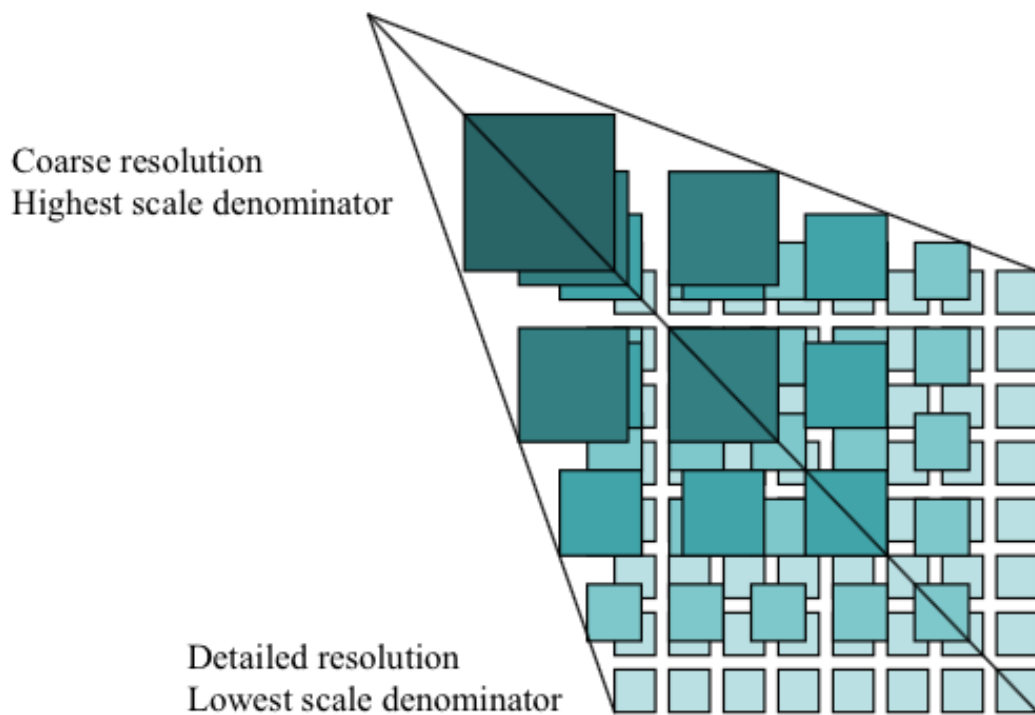 Coarse resolution
Highest scale denominator
Detailed resolution
Lowest scale denominator